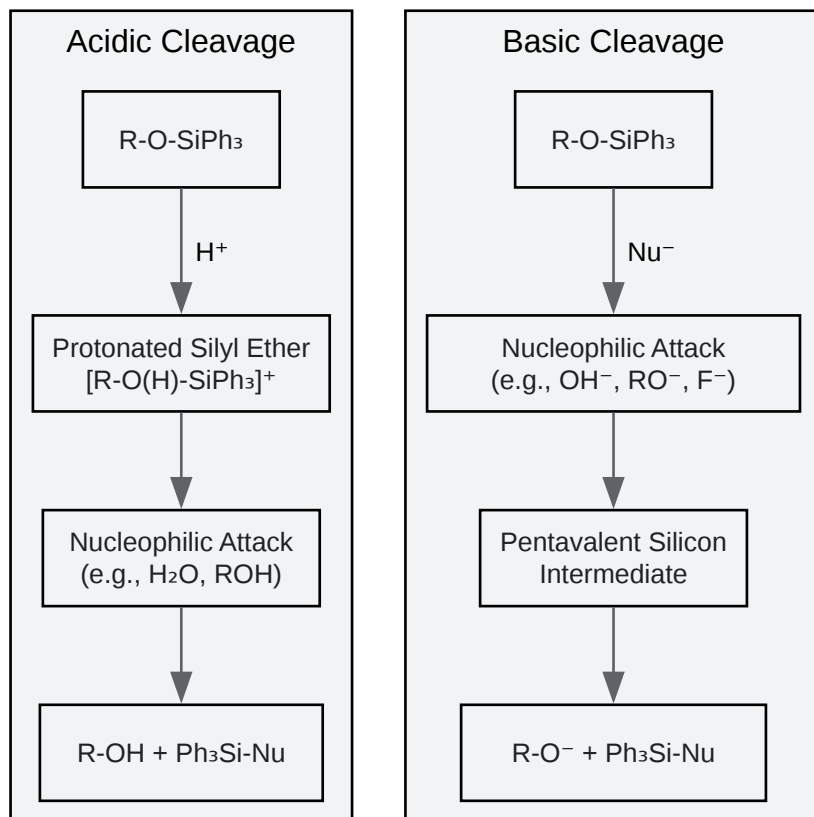 Acidic Cleavage
R-O-SiPh₃
H⁺
Protonated Silyl Ether
[R-O(H)-SiPh₃]⁺
Nucleophilic Attack
(e.g., H₂O, ROH)
R-OH + Ph₃Si-Nu
Basic Cleavage
R-O-SiPh₃
Nu⁻
Nucleophilic Attack
(e.g., OH⁻, RO⁻, F⁻)
Pentavalent Silicon
Intermediate
R-O⁻ + Ph₃Si-Nu